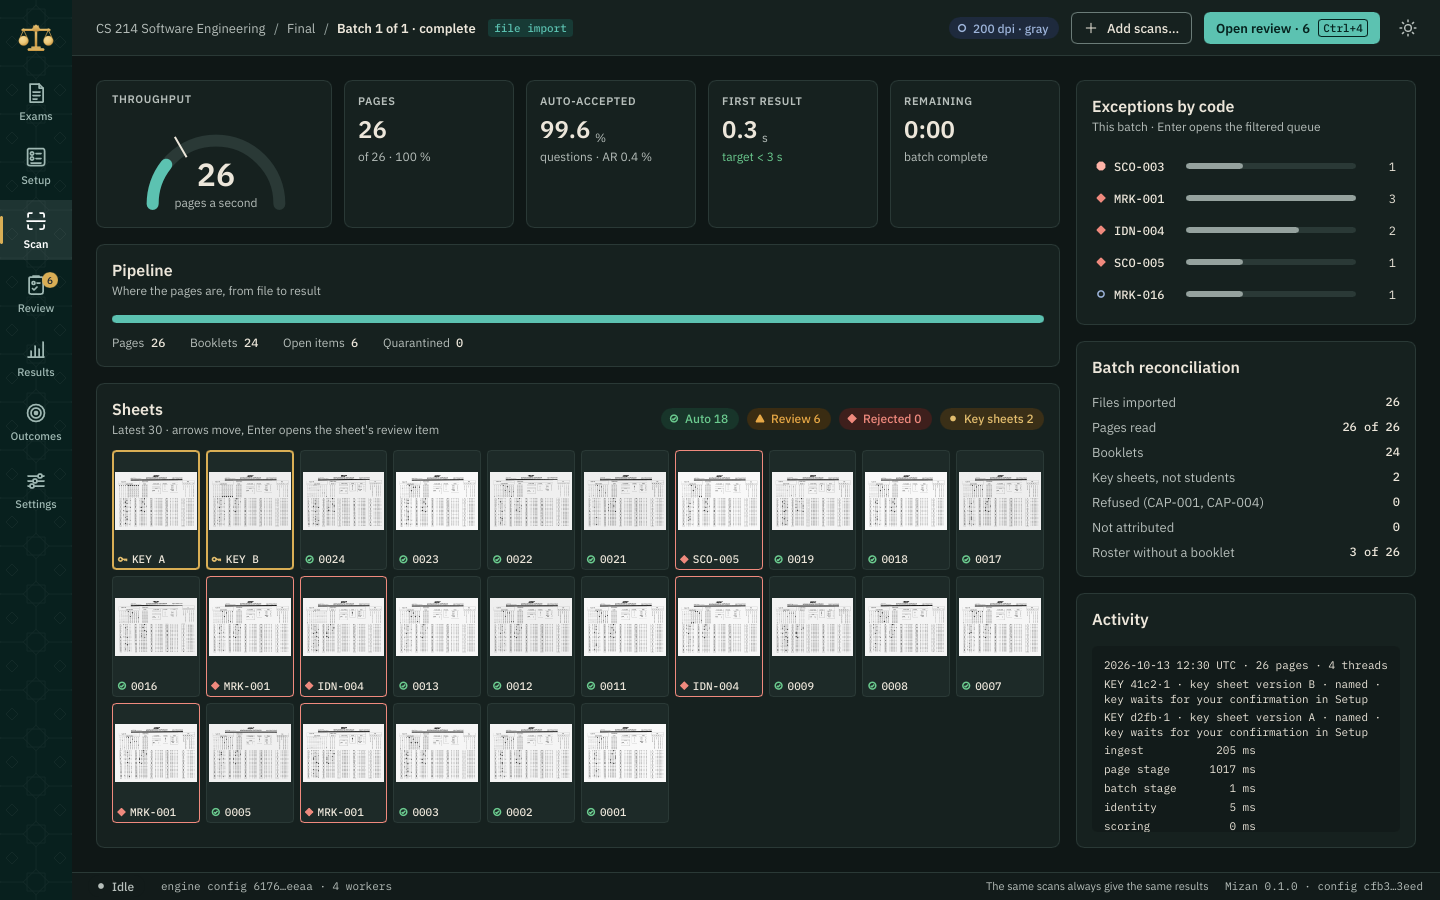 CS 214 Software Engineering / Final / Batch 1 of 1 · complete file import
200 dpi · gray
Add scans...
Open review · 6 Ctrl+4
Exams
Setup
Scan
6
Review
Results
Outcomes
Settings
THROUGHPUT
26
pages a second
PAGES
26
of 26 · 100 %
AUTO-ACCEPTED
99.6 %
questions · AR 0.4 %
FIRST RESULT
0.3 s
target < 3 s
REMAINING
0:00
batch complete
Pipeline
Where the pages are, from file to result
Pages 26 Booklets 24 Open items 6 Quarantined 0
Sheets
Latest 30 · arrows move, Enter opens the sheet's review item
Auto 18 Review 6 Rejected 0 Key sheets 2
KEY A KEY B 0024 0023 0022 0021 SCO-005 0019 0018 0017
0016 MRK-001 IDN-004 0013 0012 0011 IDN-004 0009 0008 0007
MRK-001 0005 MRK-001 0003 0002 0001
Exceptions by code
This batch · Enter opens the filtered queue
SCO-003 1
MRK-001 3
IDN-004 2
SCO-005 1
MRK-016 1
Batch reconciliation
Files imported 26
Pages read 26 of 26
Booklets 24
Key sheets, not students 2
Refused (CAP-001, CAP-004) 0
Not attributed 0
Roster without a booklet 3 of 26
Activity
2026-10-13 12:30 UTC · 26 pages · 4 threads
KEY 41c2·1 · key sheet version B · named ·
key waits for your confirmation in Setup
KEY d2fb·1 · key sheet version A · named ·
key waits for your confirmation in Setup
ingest 205 ms
page stage 1017 ms
batch stage 1 ms
identity 5 ms
scoring 0 ms
Idle engine config 6176…eeaa · 4 workers
The same scans always give the same results Mizan 0.1.0 · config cfb3…3eed